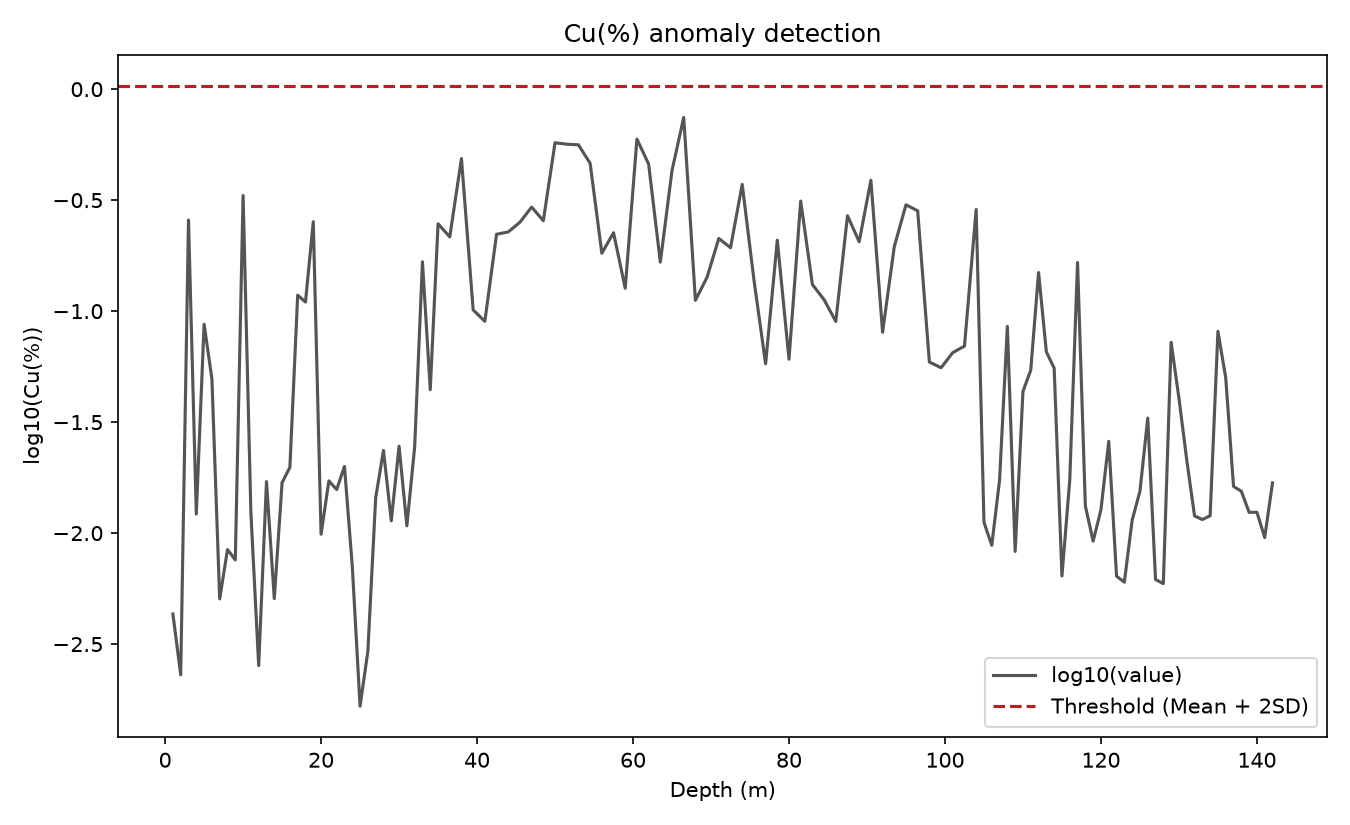 Cu(%) anomaly detection
log10(Cu(%))
0.0
−0.5
−1.0
−1.5
−2.0
−2.5
0 20 40 60 80 100 120 140
Depth (m)
log10(value)
Threshold (Mean + 2SD)